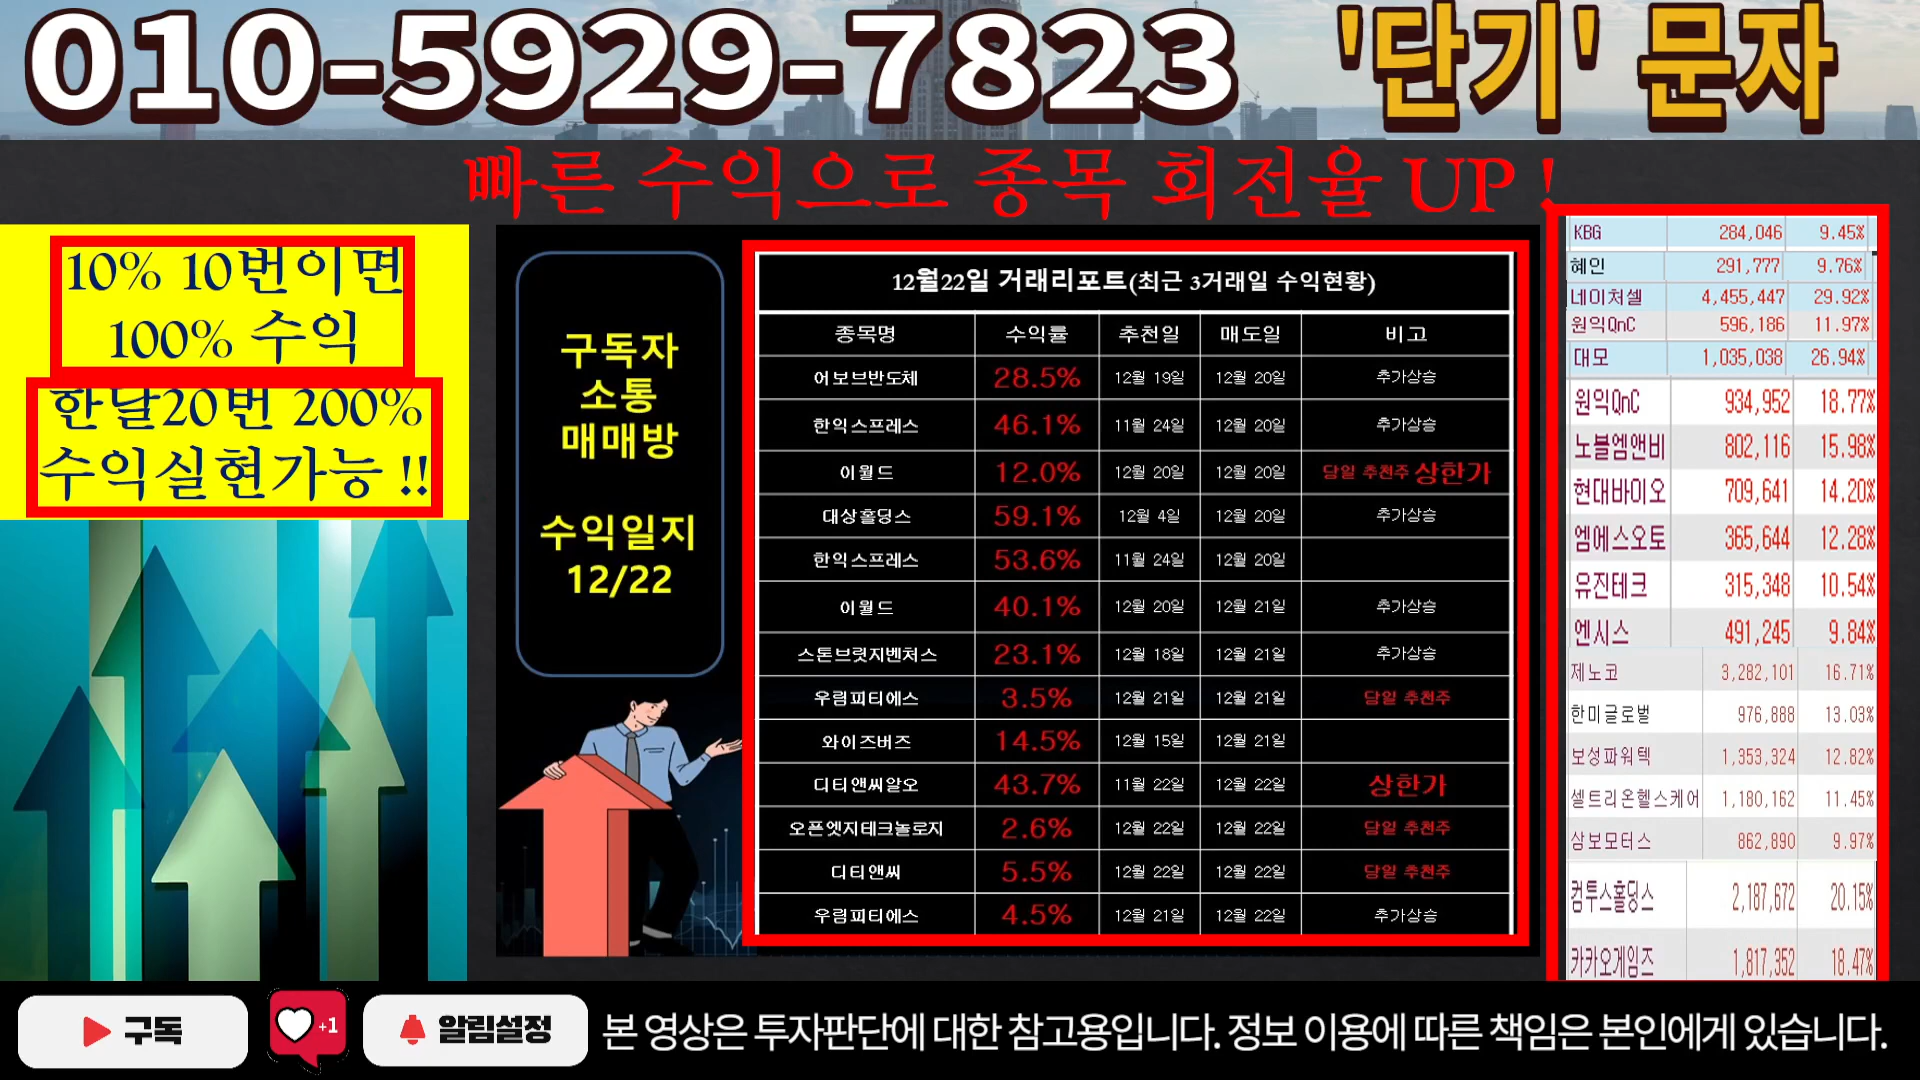 010-5929-7823 '단기' 문자
빠른 수익으로 종목 회전율 UP !
10% 10번이면
100% 수익
한달20번 200%
수익실현가능 !!
구독자
소통
매매방
수익일지
12/22
12월22일 거래리포트(최근 3거래일 수익현황)
종목명 수익률 추천일 매도일 비고
어보브반도체 28.5% 12월 19일 12월 20일 추가상승
한익스프레스 46.1% 11월 24일 12월 20일 추가상승
이월드 12.0% 12월 20일 12월 20일 당일 추천주 상한가
대상홀딩스 59.1% 12월 4일 12월 20일 추가상승
한익스프레스 53.6% 11월 24일 12월 20일
이월드 40.1% 12월 20일 12월 21일 추가상승
스톤브릿지벤처스 23.1% 12월 18일 12월 21일 추가상승
우림피티에스 3.5% 12월 21일 12월 21일 당일 추천주
와이즈버즈 14.5% 12월 15일 12월 21일
디티앤씨알오 43.7% 11월 22일 12월 22일 상한가
오픈엣지테크놀로지 2.6% 12월 22일 12월 22일 당일 추천주
디티앤씨 5.5% 12월 22일 12월 22일 당일 추천주
우림피티에스 4.5% 12월 21일 12월 22일 추가상승
KBG 284,046 9.45%
혜인 291,777 9.76%
네이처셀 4,455,447 29.92%
원익QnC 596,186 11.97%
대모 1,035,038 26.94%
원익QnC 934,952 18.77%
노블엠앤비 802,116 15.98%
현대바이오 709,641 14.20%
엠에스오토 365,644 12.28%
유진테크 315,348 10.54%
엔시스 491,245 9.84%
제노코 3,282,101 16.71%
한미글로벌 976,888 13.03%
보성파워텍 1,353,324 12.82%
셀트리온헬스케어 1,180,162 11.45%
상보모터스 862,890 9.97%
컴투스홀딩스 2,187,672 20.15%
카카오게임즈 1,817,352 18.47%
구독 +1 알림설정 본 영상은 투자판단에 대한 참고용입니다. 정보 이용에 따른 책임은 본인에게 있습니다.